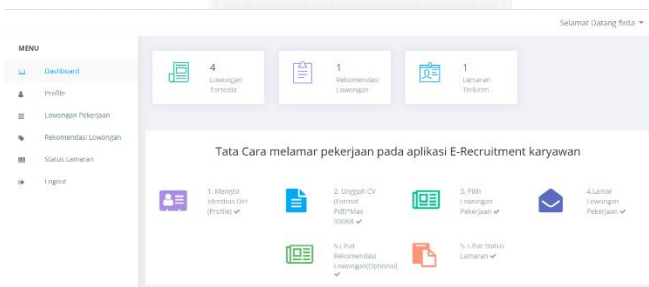 Selamat Datang firda
MENU
Dashboard
Profile
Lowongan Pekerjaan
Rekomendasi Lowongan
Status Lamaran
Logout
4
Lowongan
Tersedia
1
Rekomendasi
Lowongan
1
Lamaran
Terkirim
Tata Cara melamar pekerjaan pada aplikasi E-Recruitment karyawan
1. Mengisi
Identitas Diri
(Profile) ✔
2. Unggah CV
(Format
Pdf)*Max
300KB ✔
3. Pilih
Lowongan
Pekerjaan ✔
4.Lamar
Lowongan
Pekerjaan ✔
5.Lihat
Rekomendasi
Lowongan(Optional)
✔
5. Lihat Status
Lamaran ✔